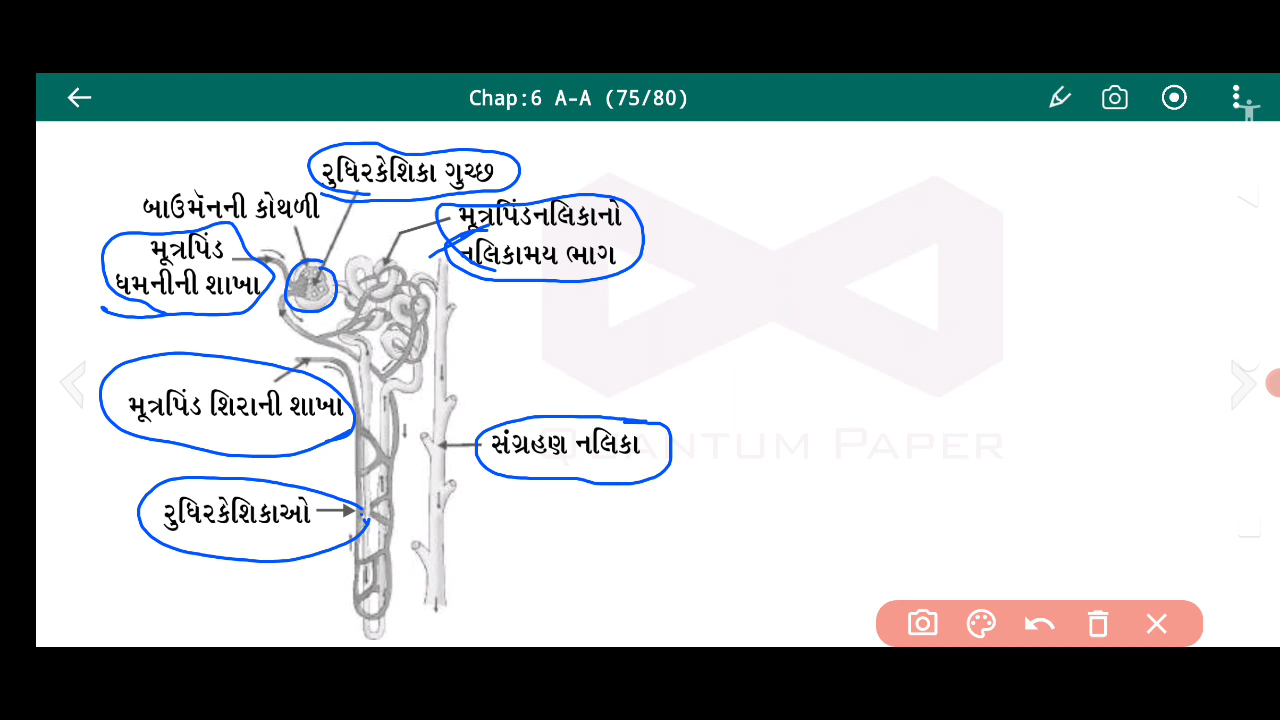 Chap:6 A-A (75/80)
રુધિરકેશિકા ગુચ્છ
બાઉમૅનની કોથળી
મૂત્રપિંડનલિકાનો
નલિકામય ભાગ
મૂત્રપિંડ
ધમનીની શાખા
મૂત્રપિંડ શિરાની શાખા
સંગ્રહણ નલિકા
QUANTUM PAPER
રુધિરકેશિકાઓ